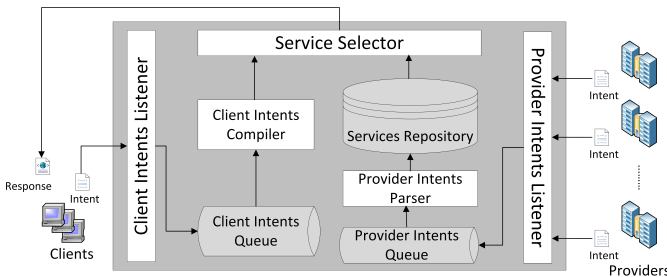 Service Selector
Client Intents Listener
Client Intents
Compiler
Services Repository
Provider Intents Listener
Provider Intents
Parser
Client Intents
Queue
Provider Intents
Queue
Response
Intent
Clients
Intent
Intent
Intent
Providers